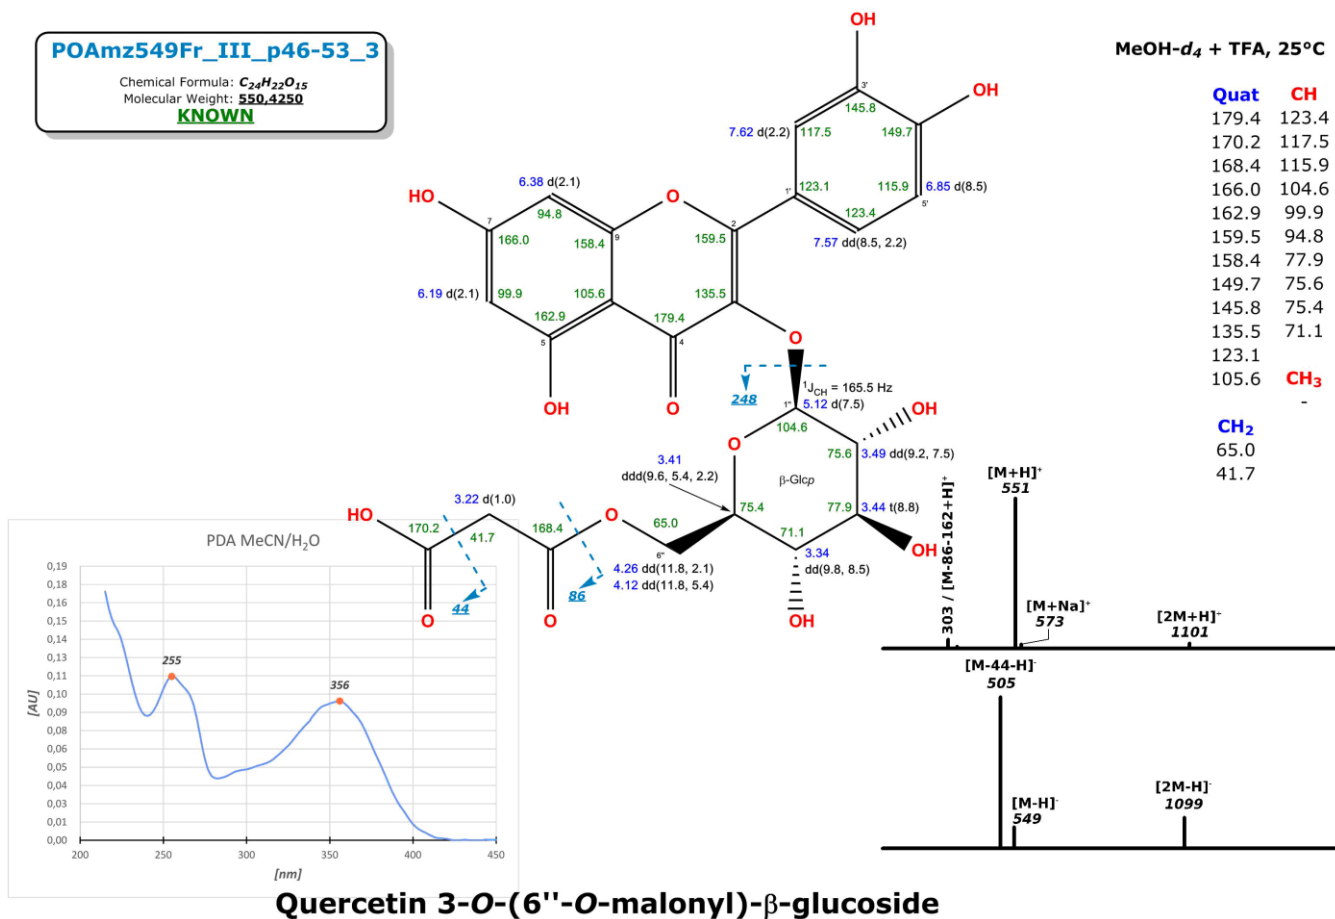 POAmz549Fr_III_p46-53_3
Chemical Formula: C24H22O15
Molecular Weight: 550,4250
KNOWN
MeOH-d4 + TFA, 25°C
Quat CH
179.4 123.4
170.2 117.5
168.4 115.9
166.0 104.6
162.9 99.9
159.5 94.8
158.4 77.9
149.7 75.6
145.8 75.4
135.5 71.1
123.1
105.6 CH3
-
CH2
65.0
41.7
OH
3'
145.8
OH
7.62 d(2.2)
117.5
149.7
6.38 d(2.1)
HO
94.8
O
1'
123.1
115.9
6.85 d(8.5)
5'
7
166.0
9
158.4
2
159.5
123.4
7.57 dd(8.5, 2.2)
6.19 d(2.1)
99.9
105.6
135.5
162.9
179.4
5
4
O
OH
O
248
1JCH = 165.5 Hz
1''
5.12 d(7.5)
104.6
OH
O
75.6
3.49 dd(9.2, 7.5)
3.41
ddd(9.6, 5.4, 2.2)
β-Glcp
3.22 d(1.0)
HO
170.2
41.7
168.4
O
65.0
75.4
77.9
3.44 t(8.8)
71.1
OH
6''
3.34
dd(9.8, 8.5)
4.26 dd(11.8, 2.1)
4.12 dd(11.8, 5.4)
44
86
O
O
OH
PDA MeCN/H2O
0,19
0,18
0,16
0,15
0,13
0,12
0,11
0,10
0,09
0,08
0,06
0,05
0,04
0,03
0,01
0,00
[AU]
255
356
200 250 300 350 400 450
[nm]
303 / [M-86-162+H]+
[M+H]+
551
[M+Na]+
573
[2M+H]+
1101
[M-44-H]-
505
[M-H]-
549
[2M-H]-
1099
Quercetin 3-O-(6''-O-malonyl)-β-glucoside